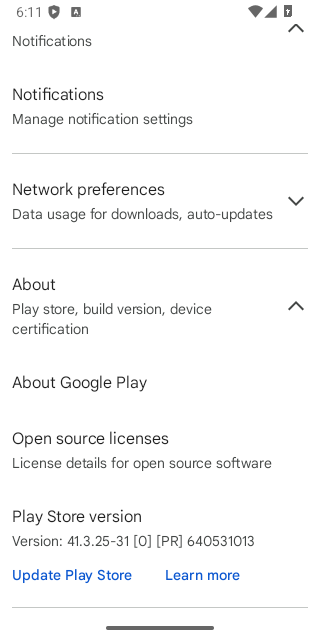 6:11
Notifications
Notifications
Manage notification settings
Network preferences
Data usage for downloads, auto-updates
About
Play store, build version, device
certification
About Google Play
Open source licenses
License details for open source software
Play Store version
Version: 41.3.25-31 [0] [PR] 640531013
Update Play Store Learn more